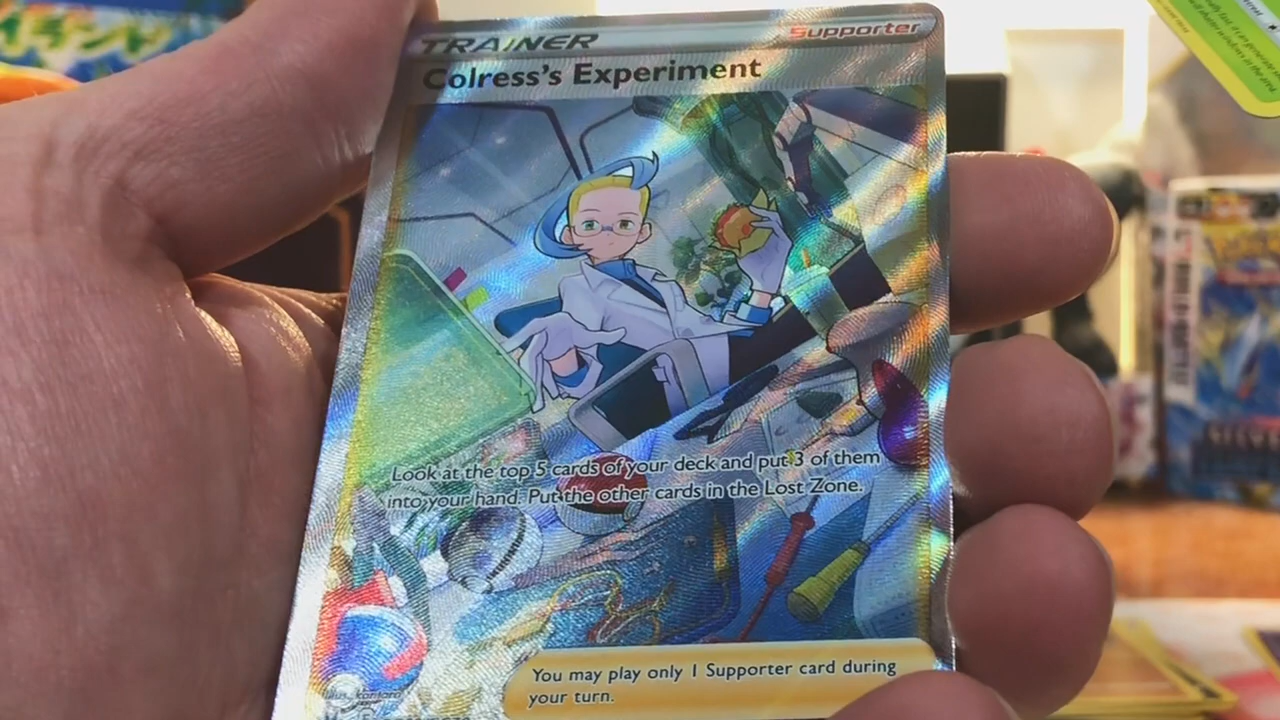 TRAINER
Supporter
Colress's Experiment
Look at the top 5 cards of your deck and put 3 of them
into your hand. Put the other cards in the Lost Zone.
You may play only 1 Supporter card during
your turn.